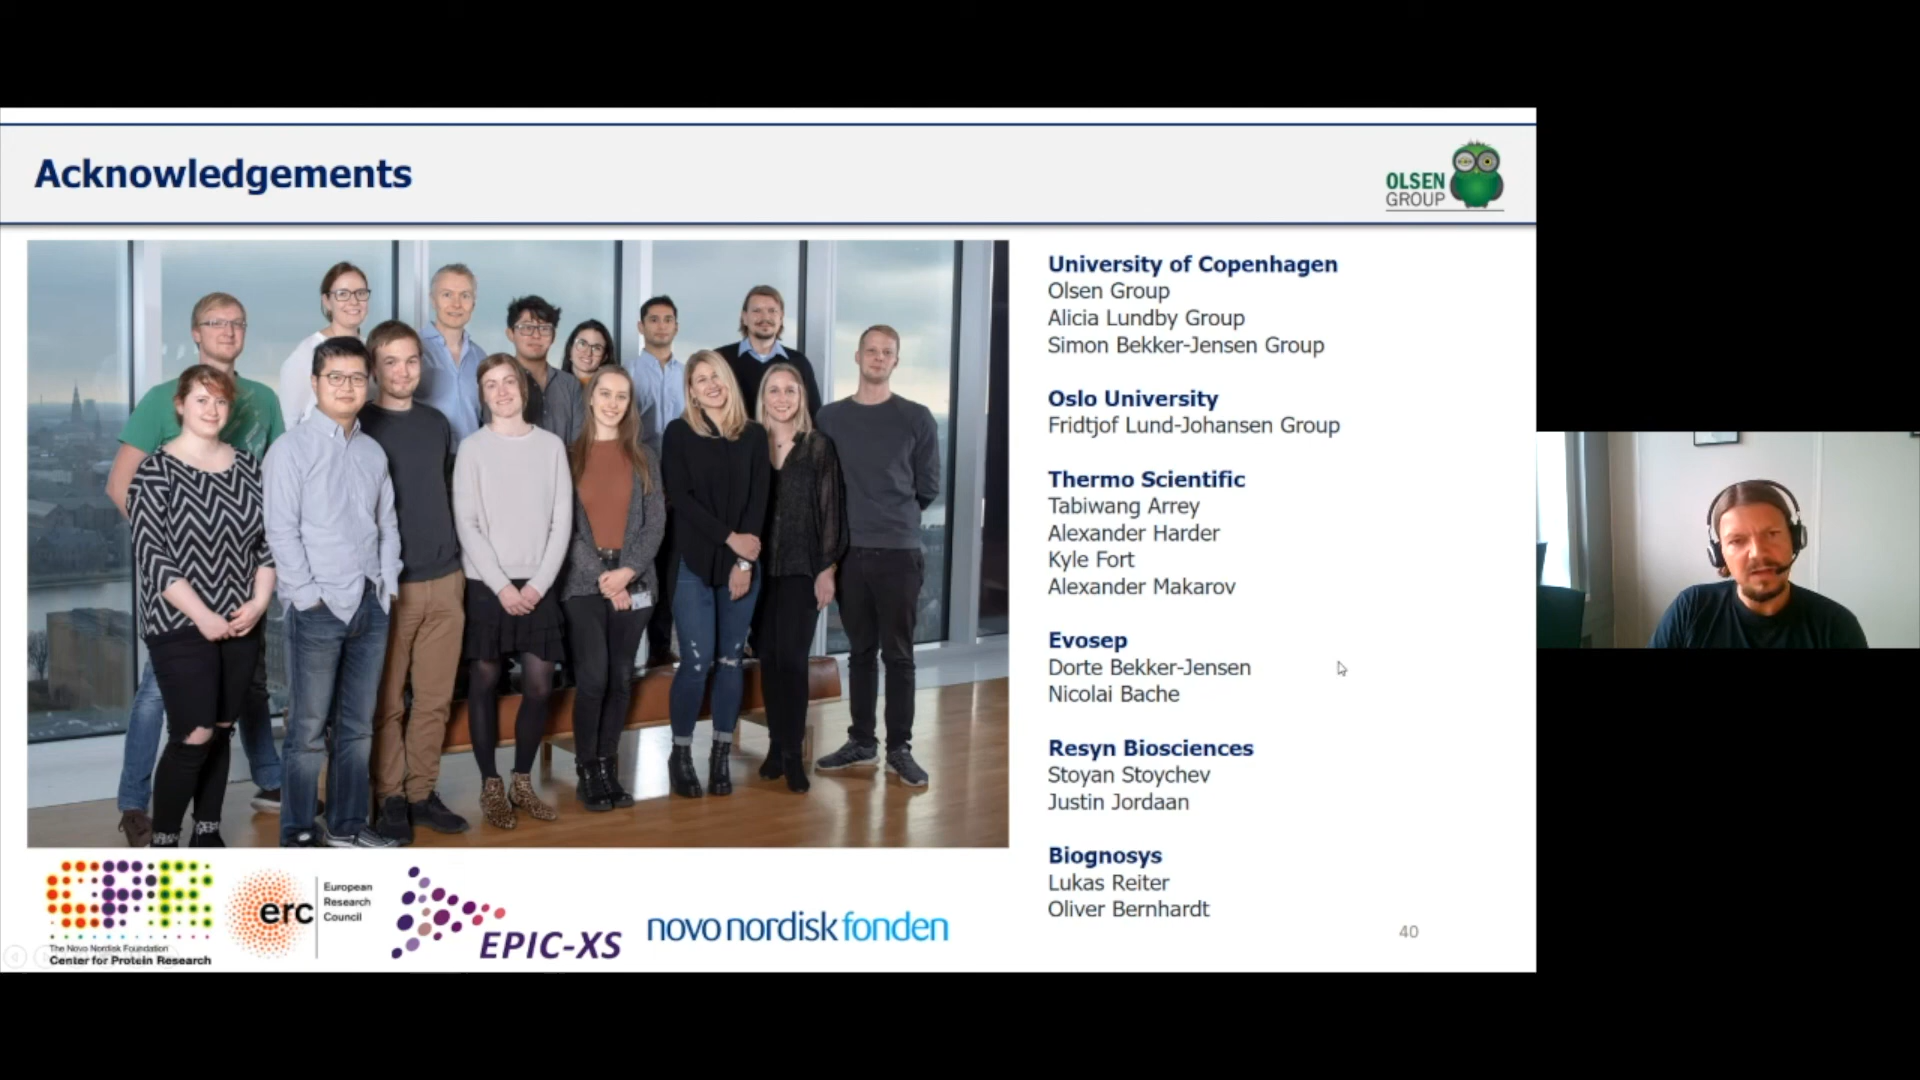 Acknowledgements
OLSEN
GROUP
University of Copenhagen
Olsen Group
Alicia Lundby Group
Simon Bekker-Jensen Group
Oslo University
Fridtjof Lund-Johansen Group
Thermo Scientific
Tabiwang Arrey
Alexander Harder
Kyle Fort
Alexander Makarov
Evosep
Dorte Bekker-Jensen
Nicolai Bache
Resyn Biosciences
Stoyan Stoychev
Justin Jordaan
Biognosys
Lukas Reiter
Oliver Bernhardt
40
CPR
The Novo Nordisk Foundation
Center for Protein Research
erc
European
Research
Council
EPIC-XS
novo nordisk fonden